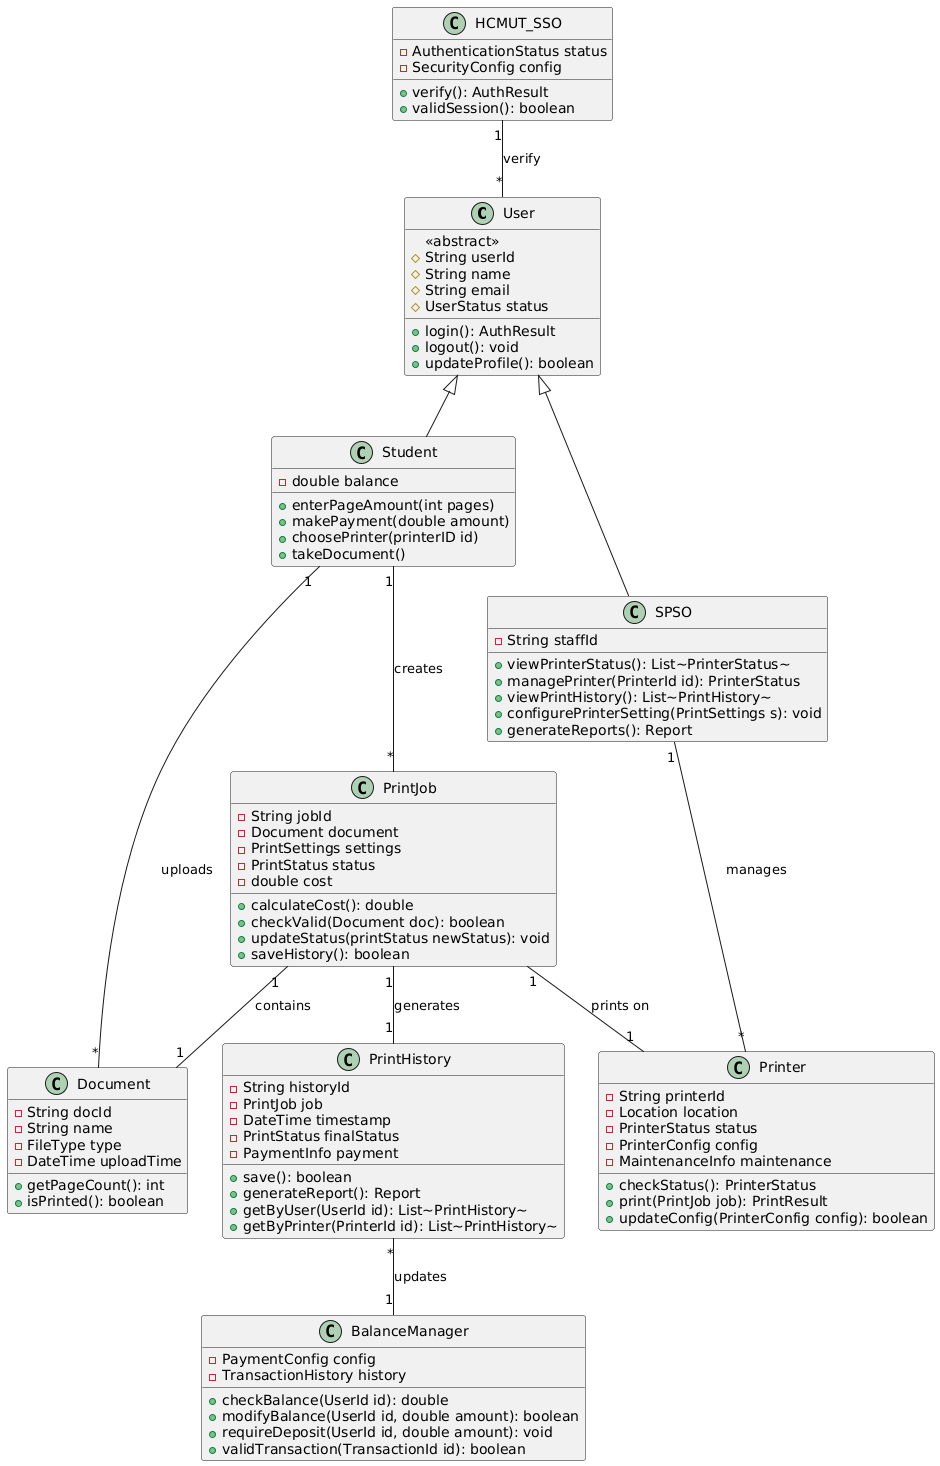 HCMUT_SSO
AuthenticationStatus status
SecurityConfig config
verify(): AuthResult
validSession(): boolean
1
verify
*
User
«abstract»
String userId
String name
String email
UserStatus status
login(): AuthResult
logout(): void
updateProfile(): boolean
Student
double balance
enterPageAmount(int pages)
makePayment(double amount)
choosePrinter(printerID id)
takeDocument()
1
1
creates
*
uploads
*
SPSO
String staffId
viewPrinterStatus(): List~PrinterStatus~
managePrinter(PrinterId id): PrinterStatus
viewPrintHistory(): List~PrintHistory~
configurePrinterSetting(PrintSettings s): void
generateReports(): Report
1
manages
*
PrintJob
String jobId
Document document
PrintSettings settings
PrintStatus status
double cost
calculateCost(): double
checkValid(Document doc): boolean
updateStatus(printStatus newStatus): void
saveHistory(): boolean
1
contains
1
1
generates
1
1
prints on
1
Document
String docId
String name
FileType type
DateTime uploadTime
getPageCount(): int
isPrinted(): boolean
PrintHistory
String historyId
PrintJob job
DateTime timestamp
PrintStatus finalStatus
PaymentInfo payment
save(): boolean
generateReport(): Report
getByUser(UserId id): List~PrintHistory~
getByPrinter(PrinterId id): List~PrintHistory~
Printer
String printerId
Location location
PrinterStatus status
PrinterConfig config
MaintenanceInfo maintenance
checkStatus(): PrinterStatus
print(PrintJob job): PrintResult
updateConfig(PrinterConfig config): boolean
*
updates
1
BalanceManager
PaymentConfig config
TransactionHistory history
checkBalance(UserId id): double
modifyBalance(UserId id, double amount): boolean
requireDeposit(UserId id, double amount): void
validTransaction(TransactionId id): boolean